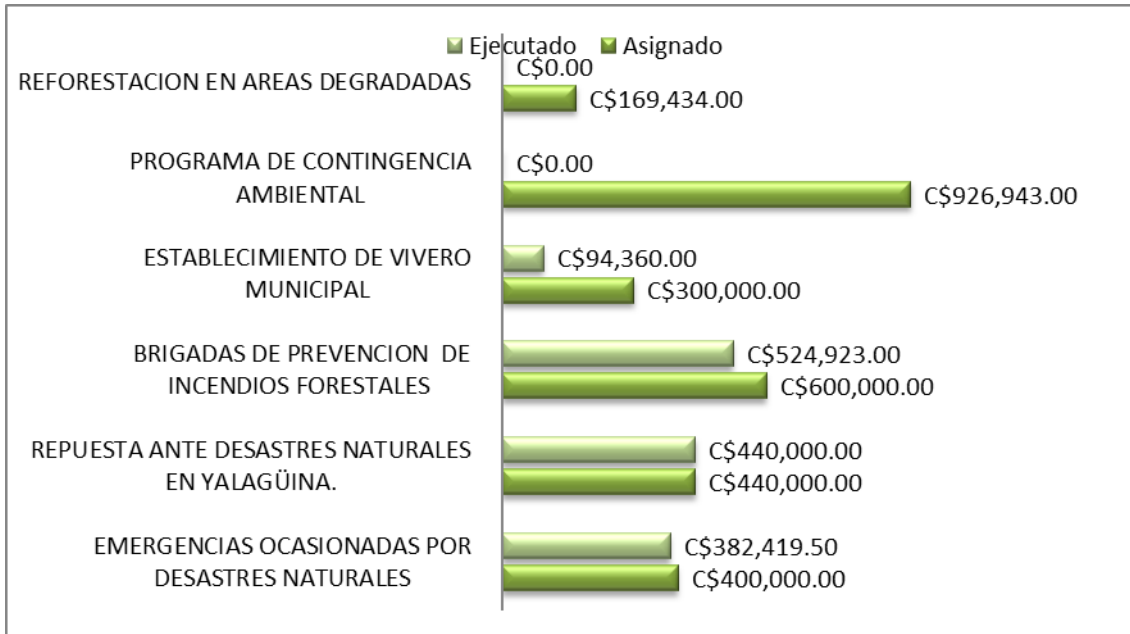 Ejecutado Asignado
REFORESTACION EN AREAS DEGRADADAS
C$0.00
C$169,434.00
PROGRAMA DE CONTINGENCIA
AMBIENTAL
C$0.00
C$926,943.00
ESTABLECIMIENTO DE VIVERO
MUNICIPAL
C$94,360.00
C$300,000.00
BRIGADAS DE PREVENCION DE
INCENDIOS FORESTALES
C$524,923.00
C$600,000.00
REPUESTA ANTE DESASTRES NATURALES
EN YALAGÜINA.
C$440,000.00
C$440,000.00
EMERGENCIAS OCASIONADAS POR
DESASTRES NATURALES
C$382,419.50
C$400,000.00